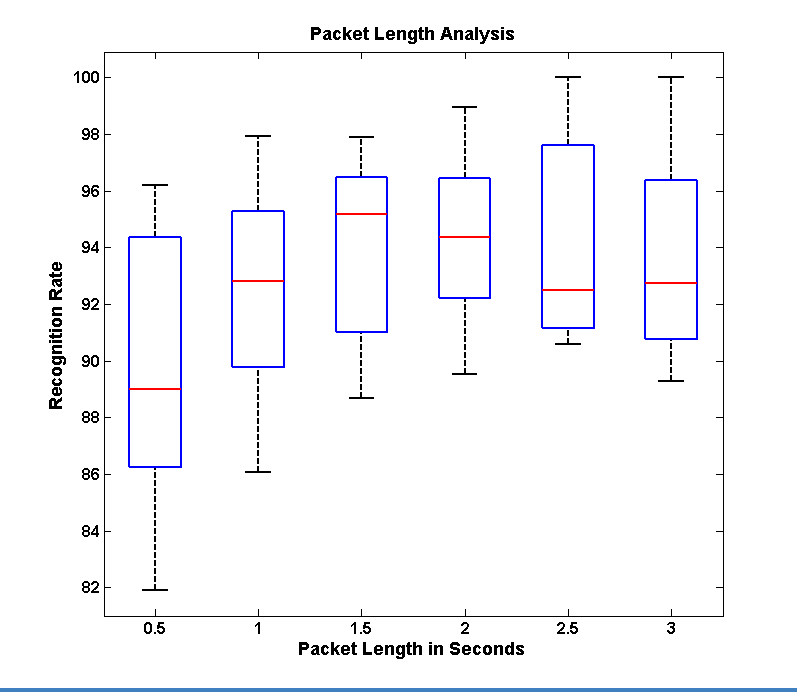 Packet Length Analysis
100
98
96
94
92
90
88
86
84
82
Recognition Rate
0.5 1 1.5 2 2.5 3
Packet Length in Seconds